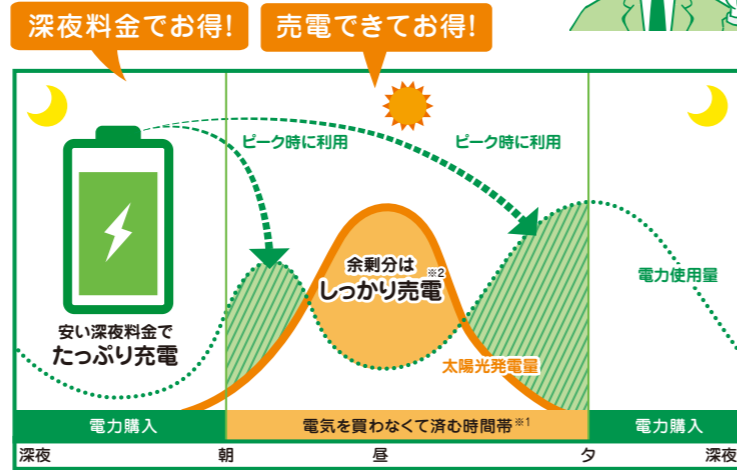 深夜料金でお得!
売電できてお得!
ピーク時に利用
ピーク時に利用
余剰分は
しっかり売電※2
電力使用量
安い深夜料金で
たっぷり充電
太陽光発電量
電力購入
電気を買わなくて済む時間帯※1
電力購入
深夜
朝
昼
夕
深夜